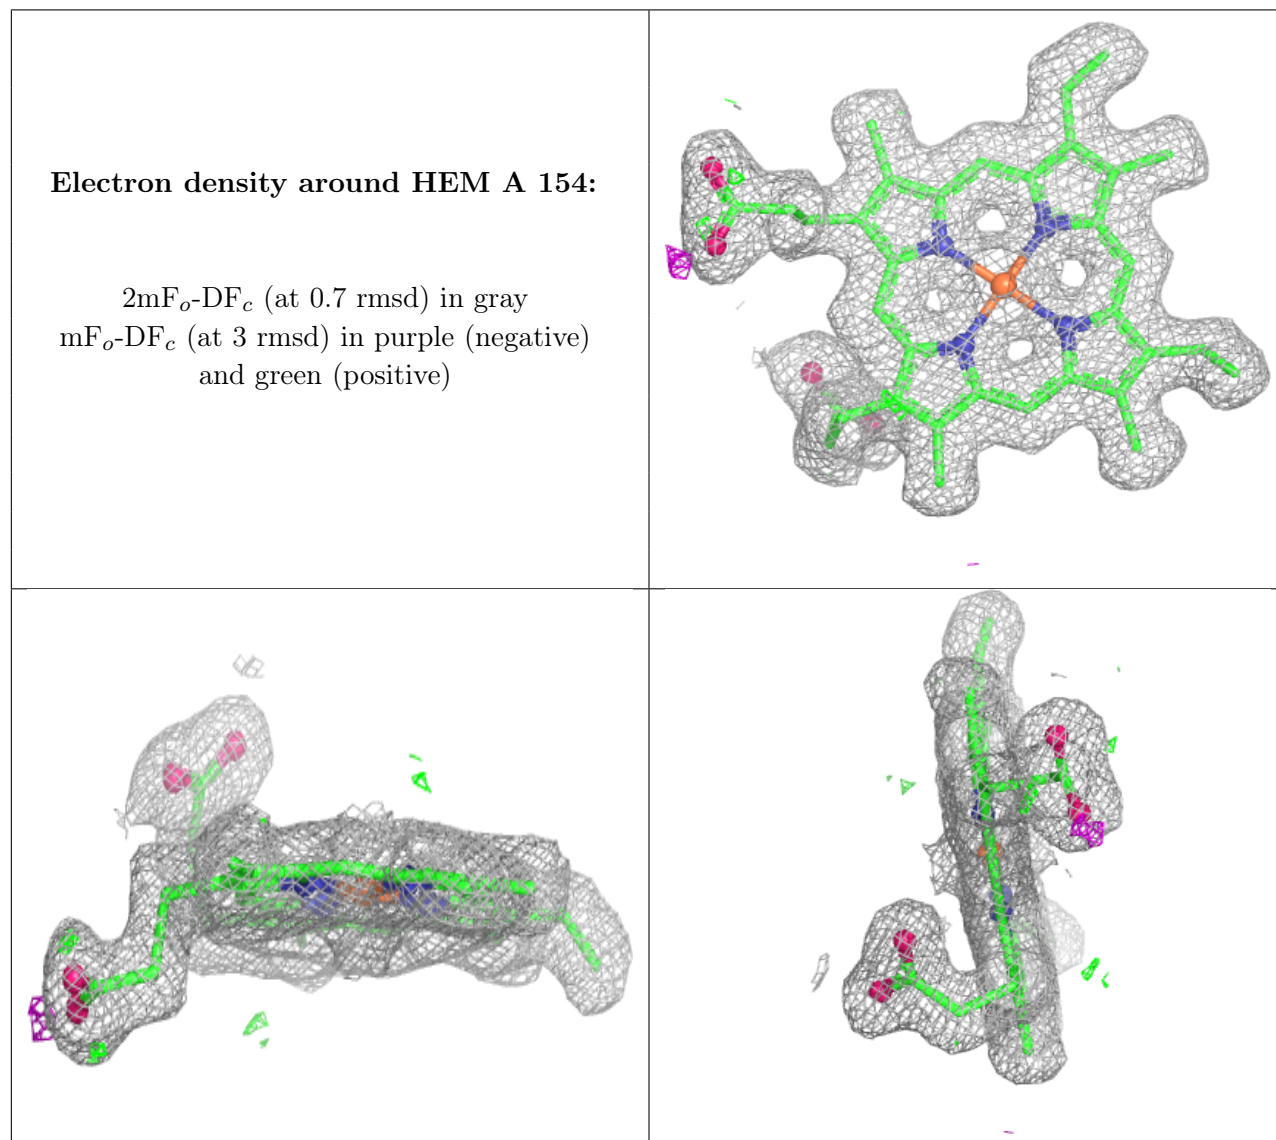 Electron density around HEM A 154:
2mFo-DFc (at 0.7 rmsd) in gray
mFo-DFc (at 3 rmsd) in purple (negative)
and green (positive)